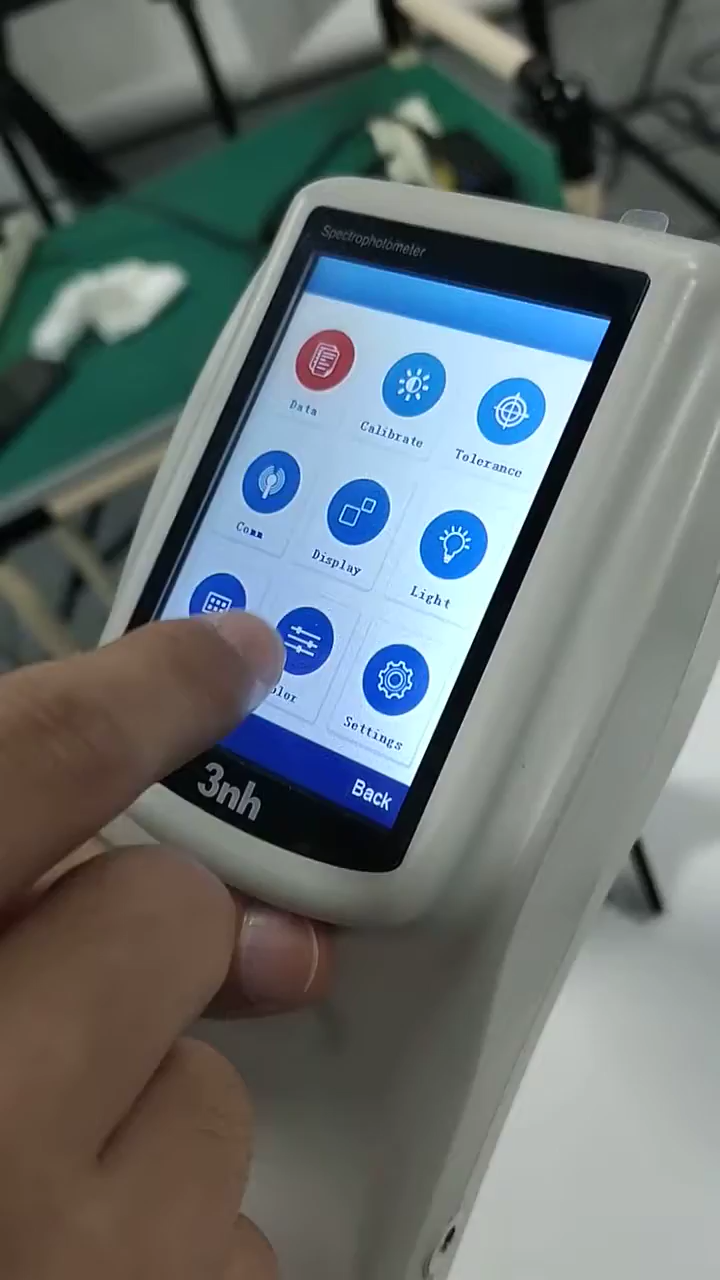 Spectrophotometer
Data
Calibrate
Tolerance
Comm
Display
Light
Settings
Back
3nh